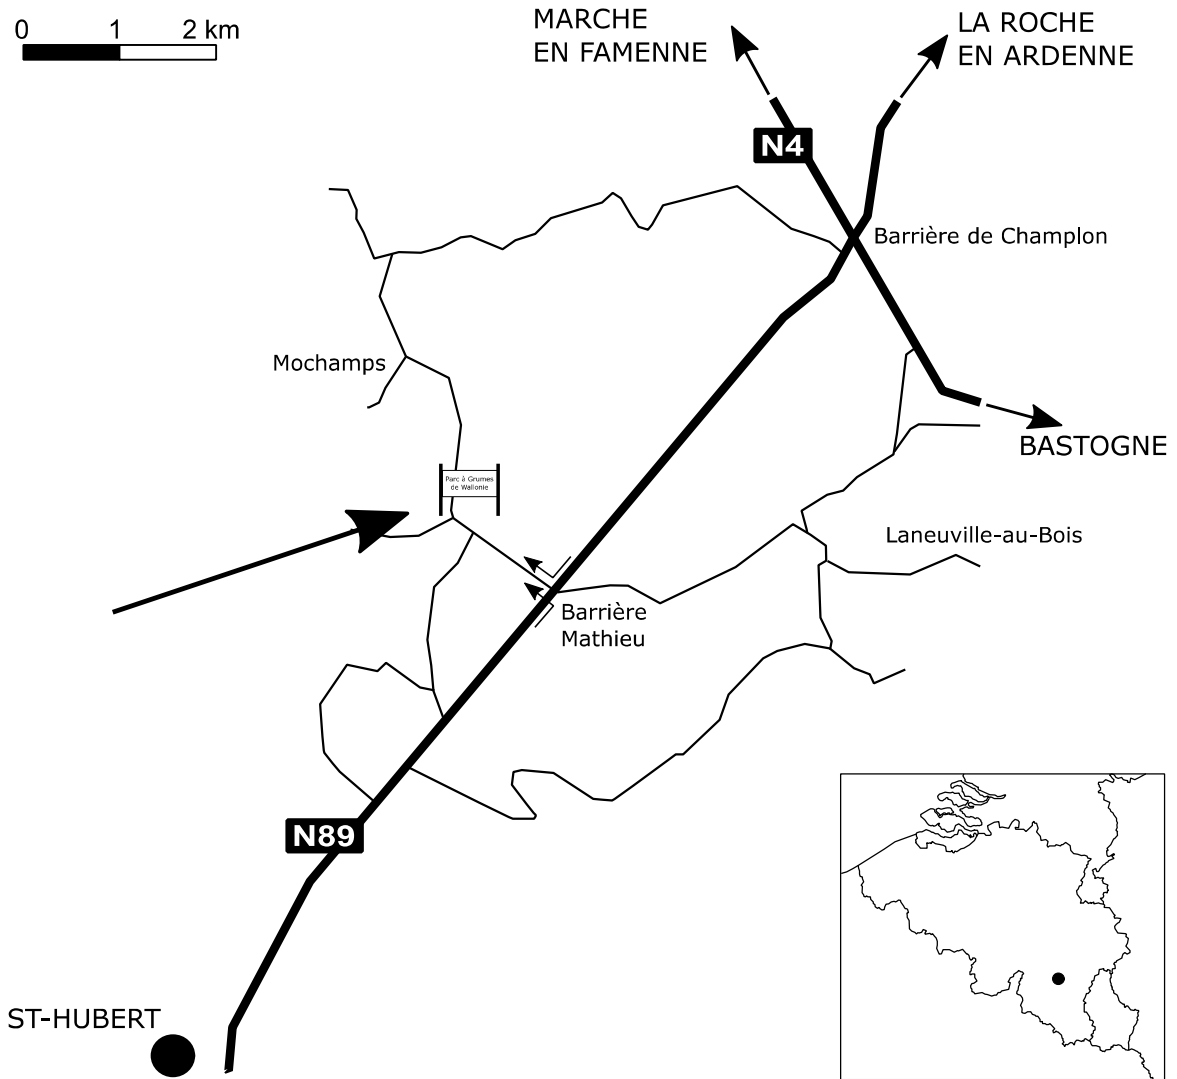 0 1 2 km
MARCHE
EN FAMENNE
LA ROCHE
EN ARDENNE
N4
Barrière de Champlon
Mochamps
BASTOGNE
Parc à Grumes
de Wallonie
Laneuville-au-Bois
Barrière
Mathieu
N89
ST-HUBERT